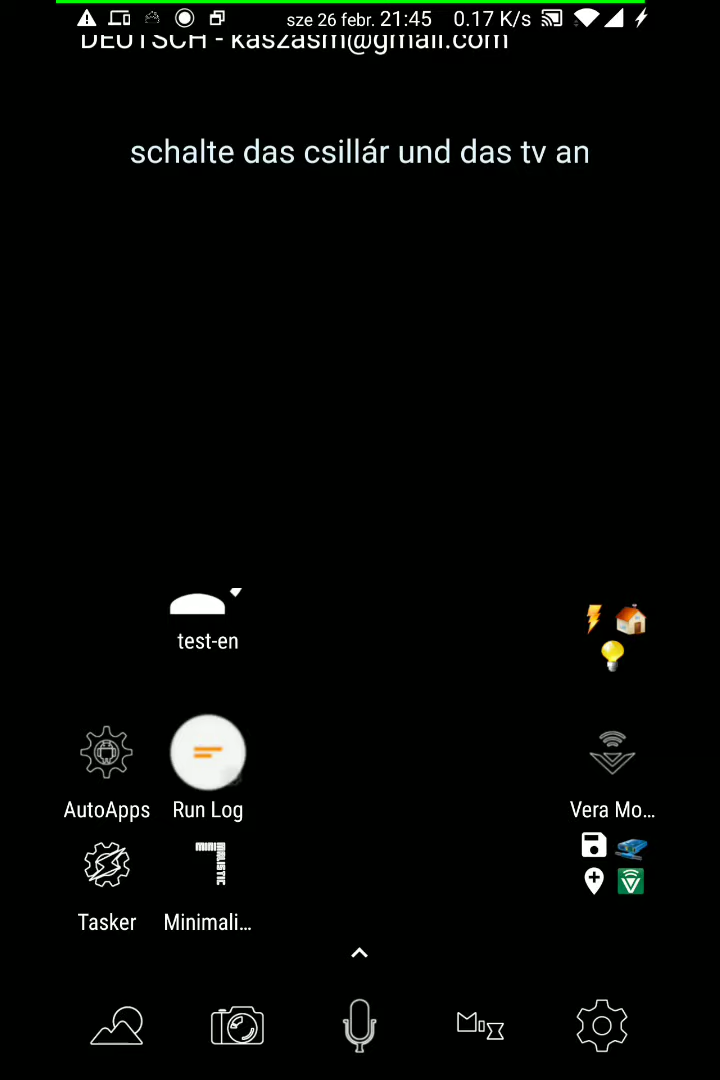 sze 26 febr. 21:45 0.17 K/s
DEUTSCH - kaszasm@gmail.com
schalte das csillár und das tv an
test-en
AutoApps Run Log Vera Mo...
MINIMALISTIC
Tasker Minimali...